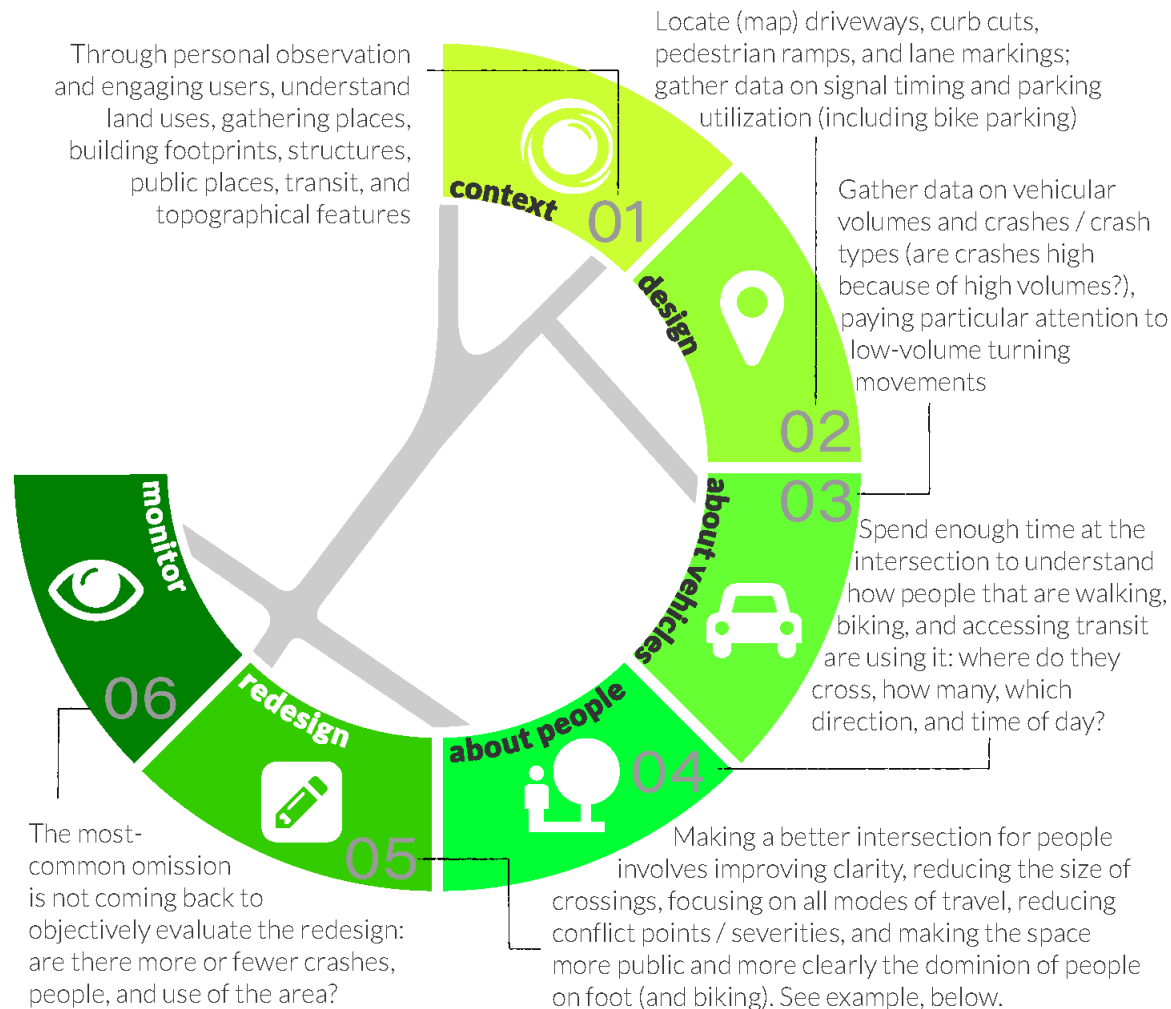 Through personal observation
and engaging users, understand
land uses, gathering places,
building footprints, structures,
public places, transit, and
topographical features
context
01
Locate (map) driveways, curb cuts,
pedestrian ramps, and lane markings;
gather data on signal timing and parking
utilization (including bike parking)
design
02
Gather data on vehicular
volumes and crashes / crash
types (are crashes high
because of high volumes?),
paying particular attention to
low-volume turning
movements
about vehicles
03
Spend enough time at the
intersection to understand
how people that are walking,
biking, and accessing transit
are using it: where do they
cross, how many, which
direction, and time of day?
about people
04
Making a better intersection for people
involves improving clarity, reducing the size of
crossings, focusing on all modes of travel, reducing
conflict points / severities, and making the space
more public and more clearly the dominion of people
on foot (and biking). See example, below.
redesign
05
monitor
06
The most-
common omission
is not coming back to
objectively evaluate the redesign:
are there more or fewer crashes,
people, and use of the area?